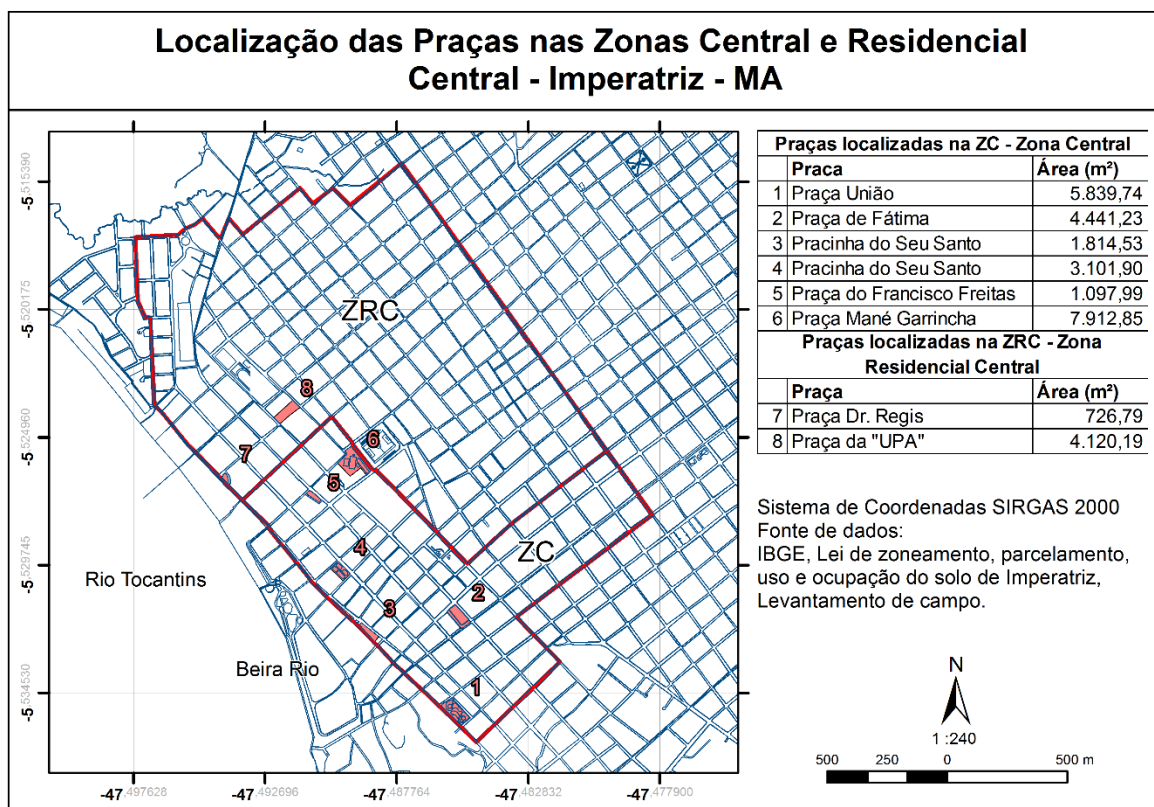 Localização das Praças nas Zonas Central e Residencial
Central - Imperatriz - MA
-5.515390
-5.520175
-5.524960
-5.529745
-5.534530
ZRC
8
6
7
5
4
ZC
2
3
1
Rio Tocantins
Beira Rio
-47.497628
-47.492696
-47.487764
-47.482832
-47.477900
Praças localizadas na ZC - Zona Central
Praca Área (m²)
1 Praça União 5.839,74
2 Praça de Fátima 4.441,23
3 Pracinha do Seu Santo 1.814,53
4 Pracinha do Seu Santo 3.101,90
5 Praça do Francisco Freitas 1.097,99
6 Praça Mané Garrincha 7.912,85
Praças localizadas na ZRC - Zona
Residencial Central
Praça Área (m²)
7 Praça Dr. Regis 726,79
8 Praça da "UPA" 4.120,19
Sistema de Coordenadas SIRGAS 2000
Fonte de dados:
IBGE, Lei de zoneamento, parcelamento,
uso e ocupação do solo de Imperatriz,
Levantamento de campo.
N
1 :240
500 250 0 500 m